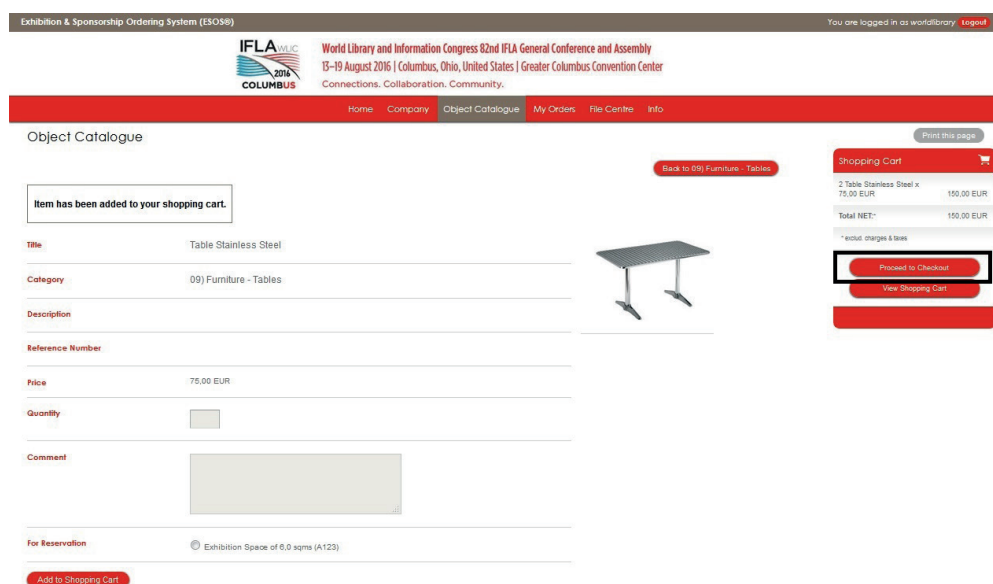 Exhibition & Sponsorship Ordering System (ESOS®)
You are logged in as worldlibrary Logout
IFLA WLIC
2016
COLUMBUS
World Library and Information Congress 82nd IFLA General Conference and Assembly
13–19 August 2016 | Columbus, Ohio, United States | Greater Columbus Convention Center
Connections. Collaboration. Community.
Home Company Object Catalogue My Orders File Centre Info
Object Catalogue
Print this page
Back to 09) Furniture - Tables
Item has been added to your shopping cart.
Title Table Stainless Steel
Category 09) Furniture - Tables
Description
Reference Number
Price 75,00 EUR
Quantity
Comment
For Reservation Exhibition Space of 6,0 sqms (A123)
Add to Shopping Cart
Shopping Cart
2 Table Stainless Steel x
75,00 EUR 150,00 EUR
Total NET:* 150,00 EUR
* exclud. charges & taxes
Proceed to Checkout
View Shopping Cart